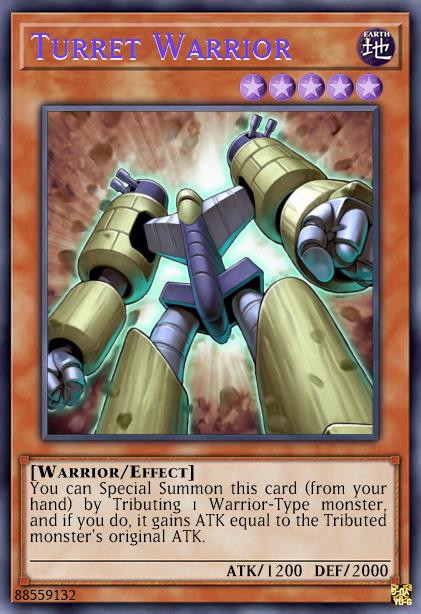 TURRET WARRIOR
EARTH
地
[WARRIOR/EFFECT]
You can Special Summon this card (from your
hand) by Tributing 1 Warrior-Type monster,
and if you do, it gains ATK equal to the Tributed
monster's original ATK.
ATK/1200 DEF/2000
88559132